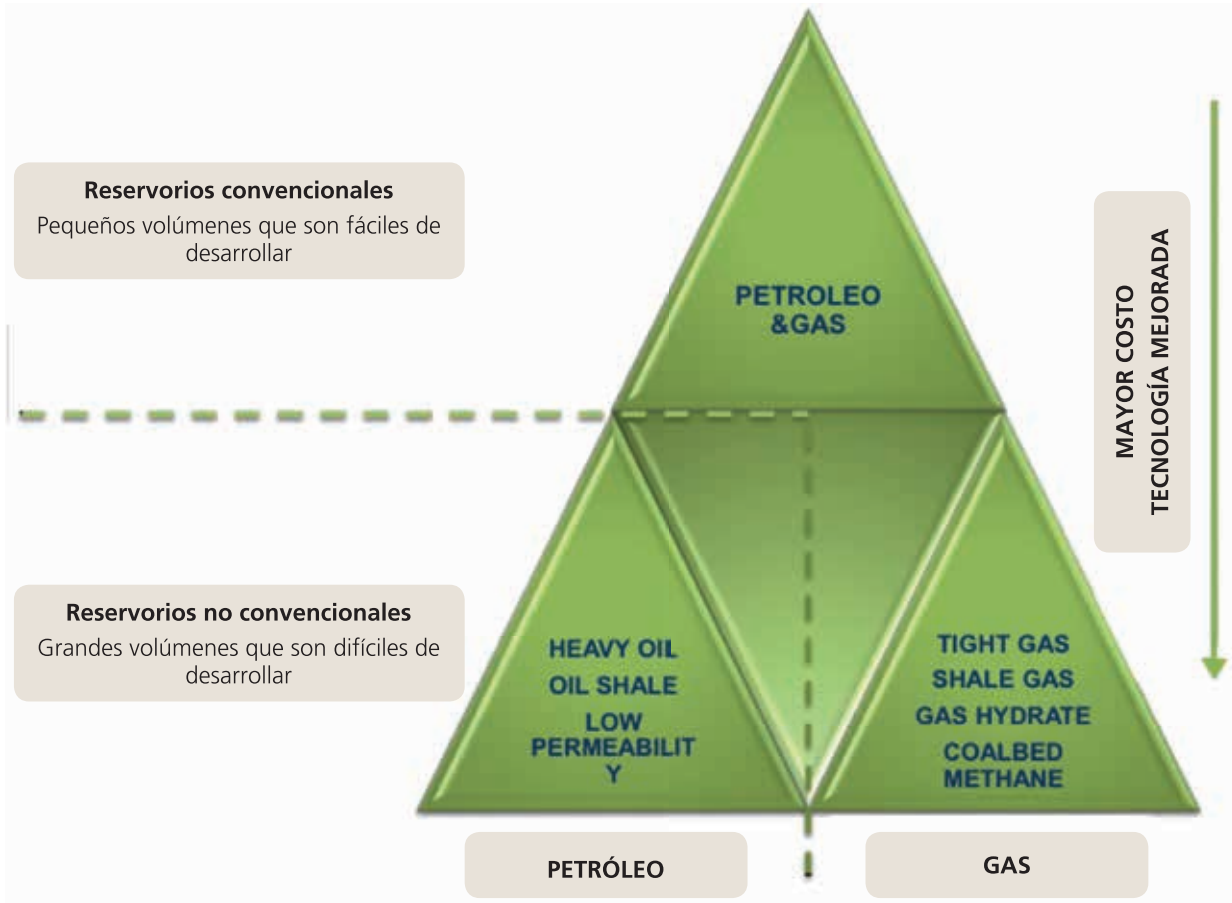 Reservorios convencionales
Pequeños volúmenes que son fáciles de
desarrollar
PETROLEO
&GAS
MAYOR COSTO
TECNOLOGÍA MEJORADA
Reservorios no convencionales
Grandes volúmenes que son difíciles de
desarrollar
HEAVY OIL
OIL SHALE
LOW
PERMEABILIT
Y
TIGHT GAS
SHALE GAS
GAS HYDRATE
COALBED
METHANE
PETRÓLEO
GAS